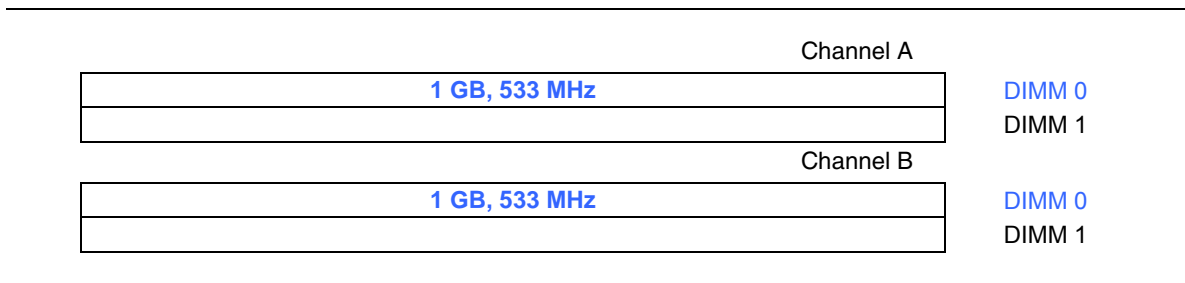 Channel A
1 GB, 533 MHz DIMM 0
DIMM 1
Channel B
1 GB, 533 MHz DIMM 0
DIMM 1